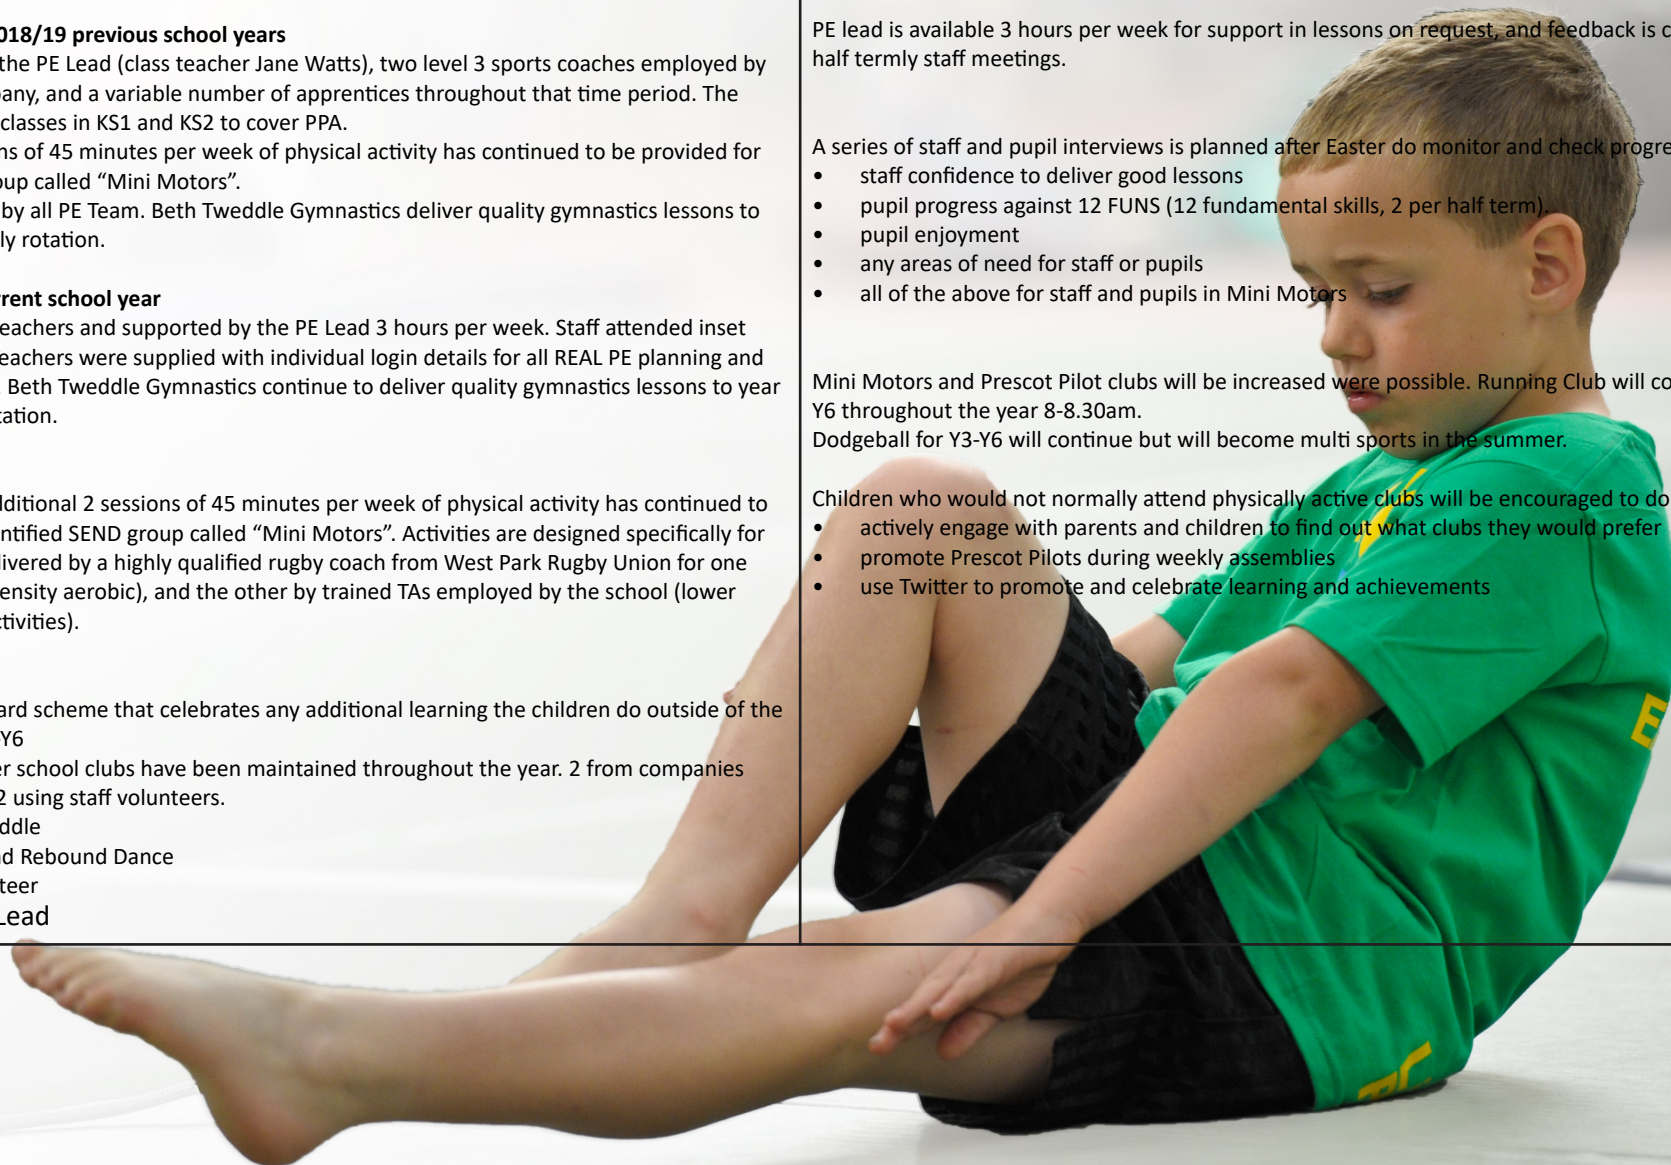 018/19 previous school years
the PE Lead (class teacher Jane Watts), two level 3 sports coaches employed by
pany, and a variable number of apprentices throughout that time period. The
classes in KS1 and KS2 to cover PPA.
ns of 45 minutes per week of physical activity has continued to be provided for
oup called “Mini Motors”.
by all PE Team. Beth Tweddle Gymnastics deliver quality gymnastics lessons to
ly rotation.
rrent school year
teachers and supported by the PE Lead 3 hours per week. Staff attended inset
teachers were supplied with individual login details for all REAL PE planning and
. Beth Tweddle Gymnastics continue to deliver quality gymnastics lessons to year
tation.
dditional 2 sessions of 45 minutes per week of physical activity has continued to
entified SEND group called “Mini Motors”. Activities are designed specifically for
livered by a highly qualified rugby coach from West Park Rugby Union for one
tensity aerobic), and the other by trained TAs employed by the school (lower
ctivities).
ard scheme that celebrates any additional learning the children do outside of the
-Y6
er school clubs have been maintained throughout the year. 2 from companies
2 using staff volunteers.
ddle
nd Rebound Dance
teer
Lead
PE lead is available 3 hours per week for support in lessons on request, and feedback is c
half termly staff meetings.
A series of staff and pupil interviews is planned after Easter do monitor and check progre
• staff confidence to deliver good lessons
• pupil progress against 12 FUNS (12 fundamental skills, 2 per half term).
• pupil enjoyment
• any areas of need for staff or pupils
• all of the above for staff and pupils in Mini Motors
Mini Motors and Prescot Pilot clubs will be increased were possible. Running Club will co
Y6 throughout the year 8-8.30am.
Dodgeball for Y3-Y6 will continue but will become multi sports in the summer.
Children who would not normally attend physically active clubs will be encouraged to do
• actively engage with parents and children to find out what clubs they would prefer
• promote Prescot Pilots during weekly assemblies
• use Twitter to promote and celebrate learning and achievements